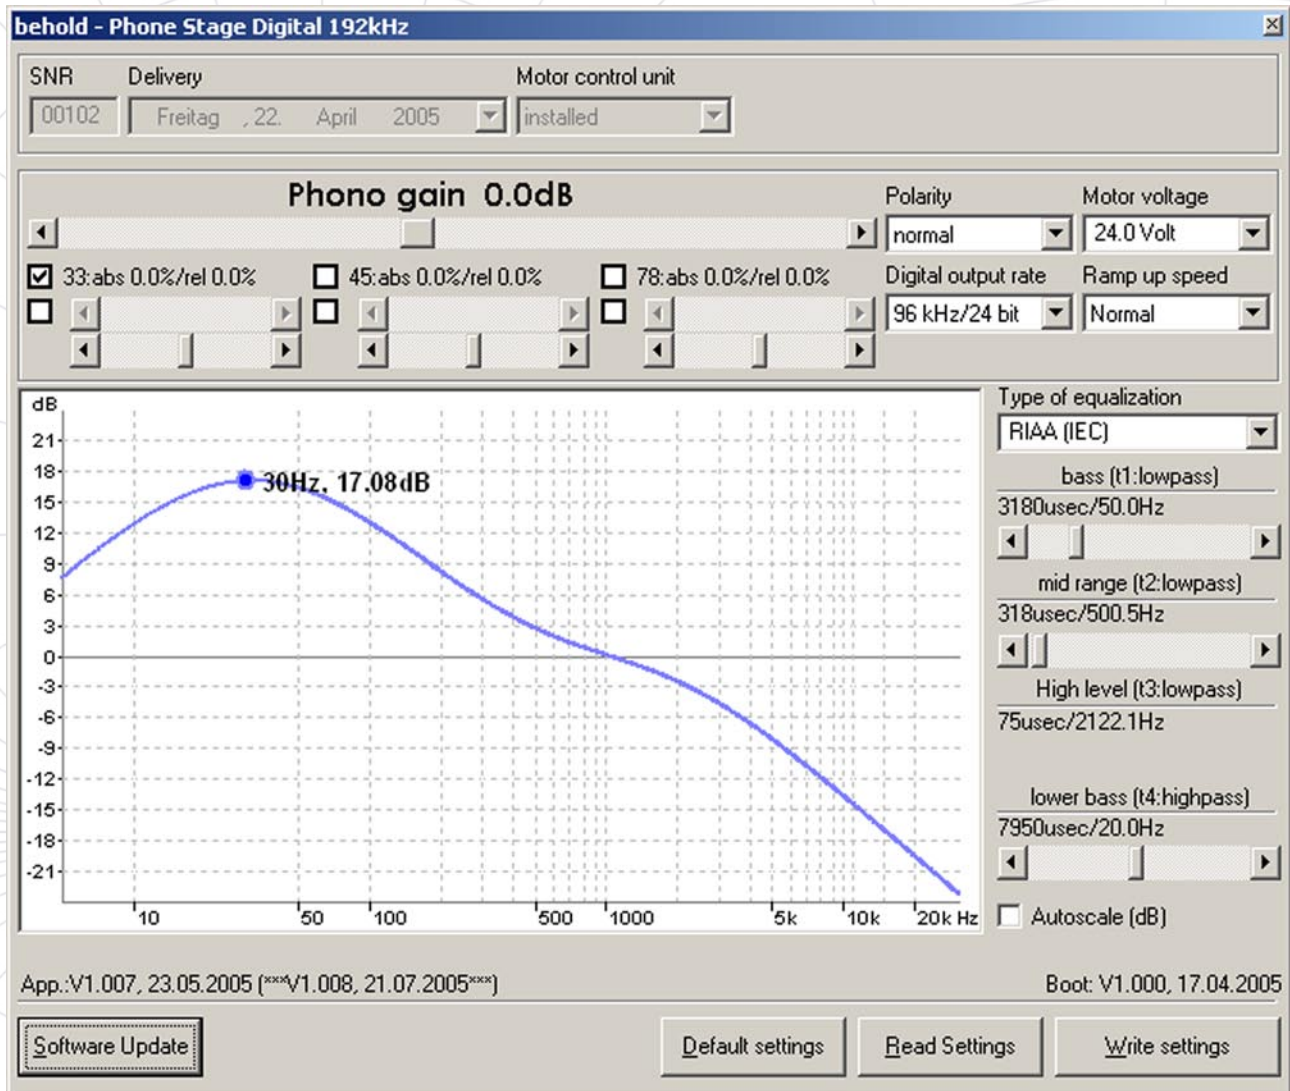 behold - Phone Stage Digital 192kHz
SNR Delivery Motor control unit
00102 Freitag , 22. April 2005 installed
Phono gain 0.0dB
Polarity Motor voltage
normal 24.0 Volt
33:abs 0.0%/rel 0.0% 45:abs 0.0%/rel 0.0% 78:abs 0.0%/rel 0.0%
Digital output rate Ramp up speed
96 kHz/24 bit Normal
dB
21
18
15
12
9
6
3
0
-3
-6
-9
-12
-15
-18
-21
30Hz, 17.08dB
10 50 100 500 1000 5k 10k 20k Hz
Type of equalization
RIAA (IEC)
bass (t1:lowpass)
3180usec/50.0Hz
mid range (t2:lowpass)
318usec/500.5Hz
High level (t3:lowpass)
75usec/2122.1Hz
lower bass (t4:highpass)
7950usec/20.0Hz
Autoscale (dB)
App.:V1.007, 23.05.2005 (***V1.008, 21.07.2005***) Boot: V1.000, 17.04.2005
Software Update Default settings Read Settings Write settings